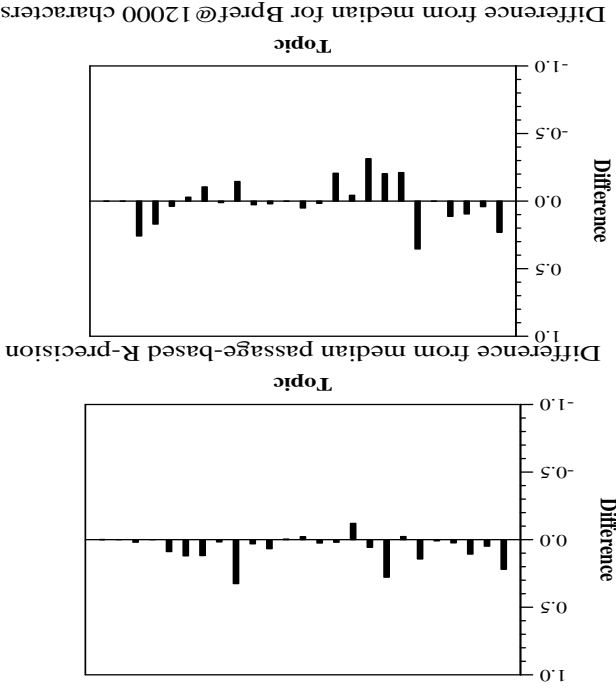 1.0
0.5
Difference
0.0
-0.5
-1.0
Topic
Difference from median passage-based R-precision
1.0
0.5
Difference
0.0
-0.5
-1.0
Topic
Difference from median for Bpref@12000 characters